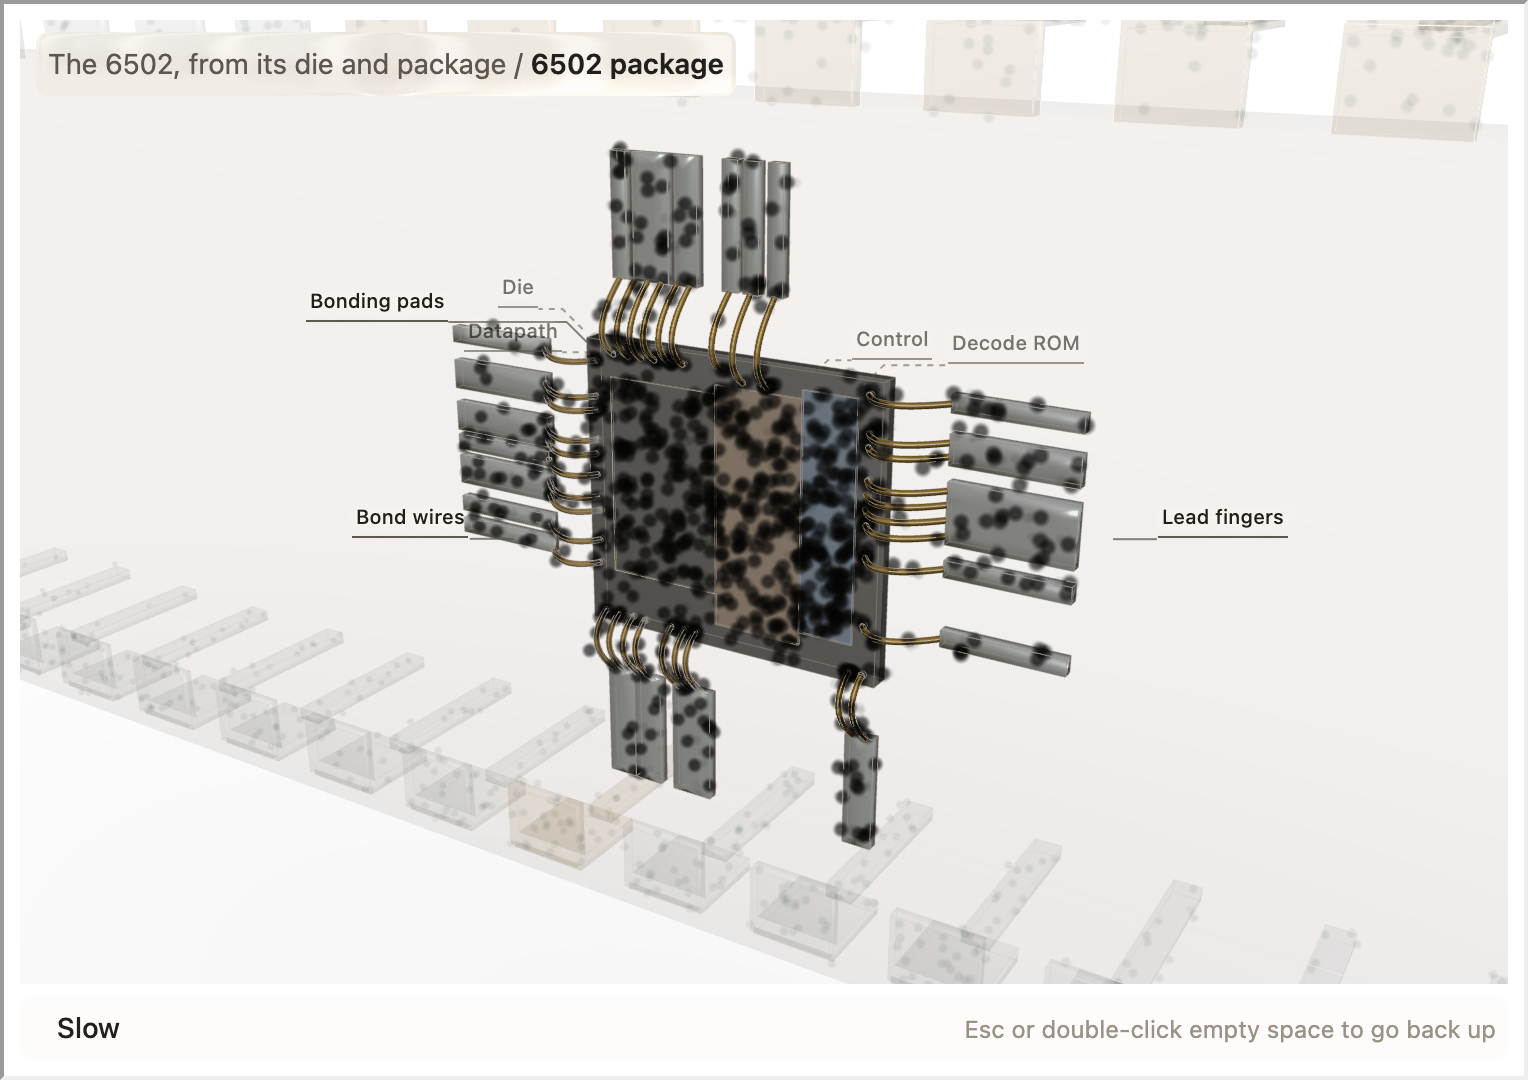 The 6502, from its die and package / 6502 package
Die
Bonding pads
Datapath
Control
Decode ROM
Bond wires
Lead fingers
Slow
Esc or double-click empty space to go back up